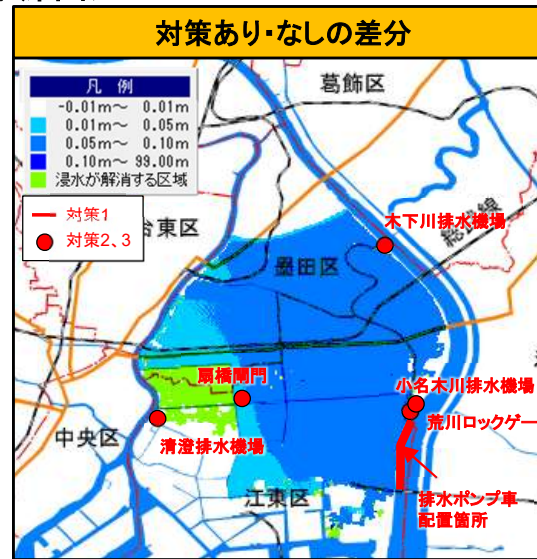 対策あり・なしの差分
凡 例
-0.01m～ 0.01m
0.01m～ 0.05m
0.05m～ 0.10m
0.10m～ 99.00m
浸水が解消する区域
対策1
対策2、3
葛飾区
台東区
木下川排水機場
総武線
墨田区
扇橋閘門
小名木川排水機場
荒川ロックゲー
中央区
清澄排水機場
江東区
排水ポンプ車
配置箇所